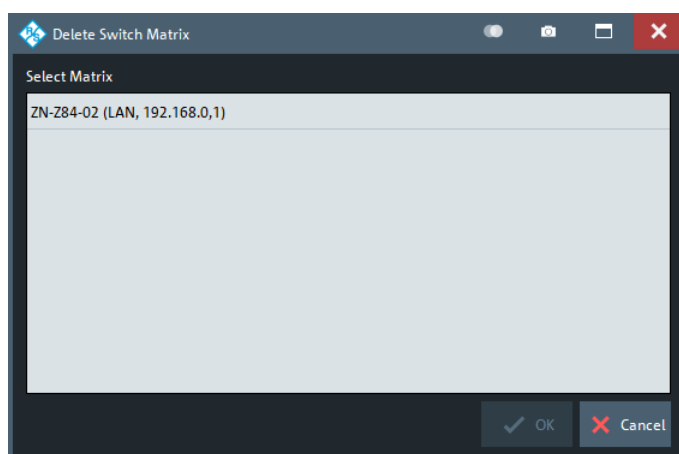 Delete Switch Matrix
Select Matrix
ZN-Z84-02 (LAN, 192.168.0,1)
OK
Cancel